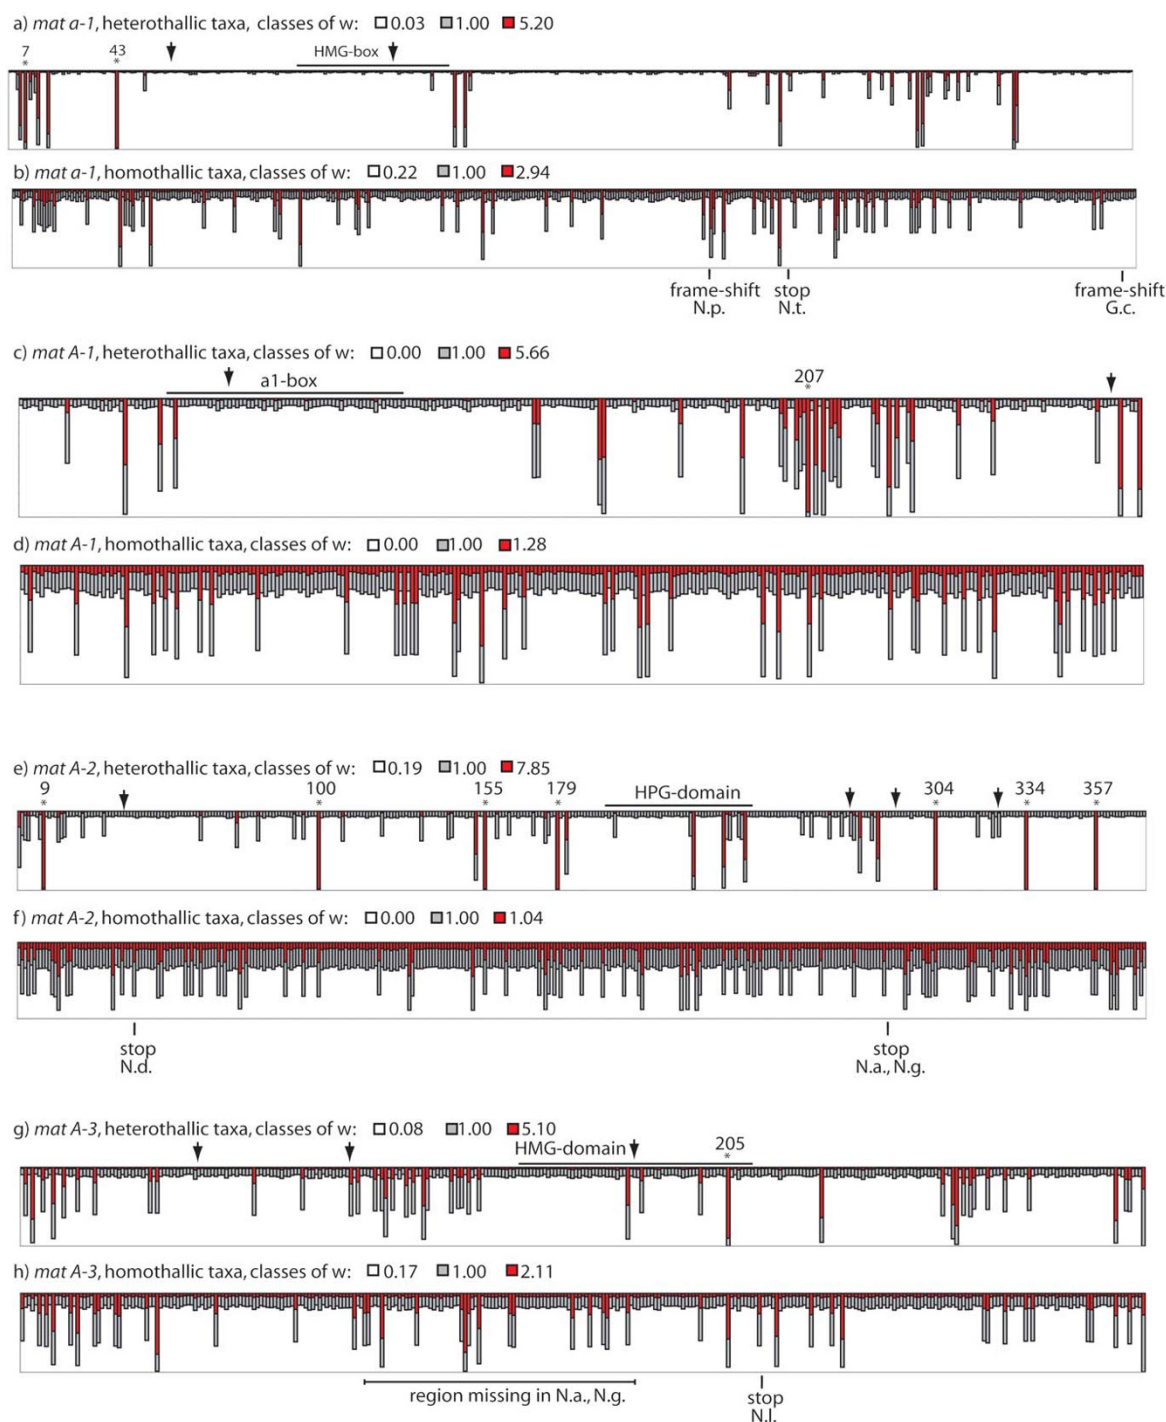 a) mat a-1, heterothallic taxa, classes of w: 0.03 1.00 5.20
7 43 HMG-box
* *
b) mat a-1, homothallic taxa, classes of w: 0.22 1.00 2.94
frame-shift stop frame-shift
N.p. N.t. G.c.
c) mat A-1, heterothallic taxa, classes of w: 0.00 1.00 5.66
a1-box 207
*
d) mat A-1, homothallic taxa, classes of w: 0.00 1.00 1.28
e) mat A-2, heterothallic taxa, classes of w: 0.19 1.00 7.85
9 100 155 179 HPG-domain 304 334 357
* * * * * * *
f) mat A-2, homothallic taxa, classes of w: 0.00 1.00 1.04
stop stop
N.d. N.a., N.g.
g) mat A-3, heterothallic taxa, classes of w: 0.08 1.00 5.10
HMG-domain 205
*
h) mat A-3, homothallic taxa, classes of w: 0.17 1.00 2.11
region missing in N.a., N.g. stop
N.l.